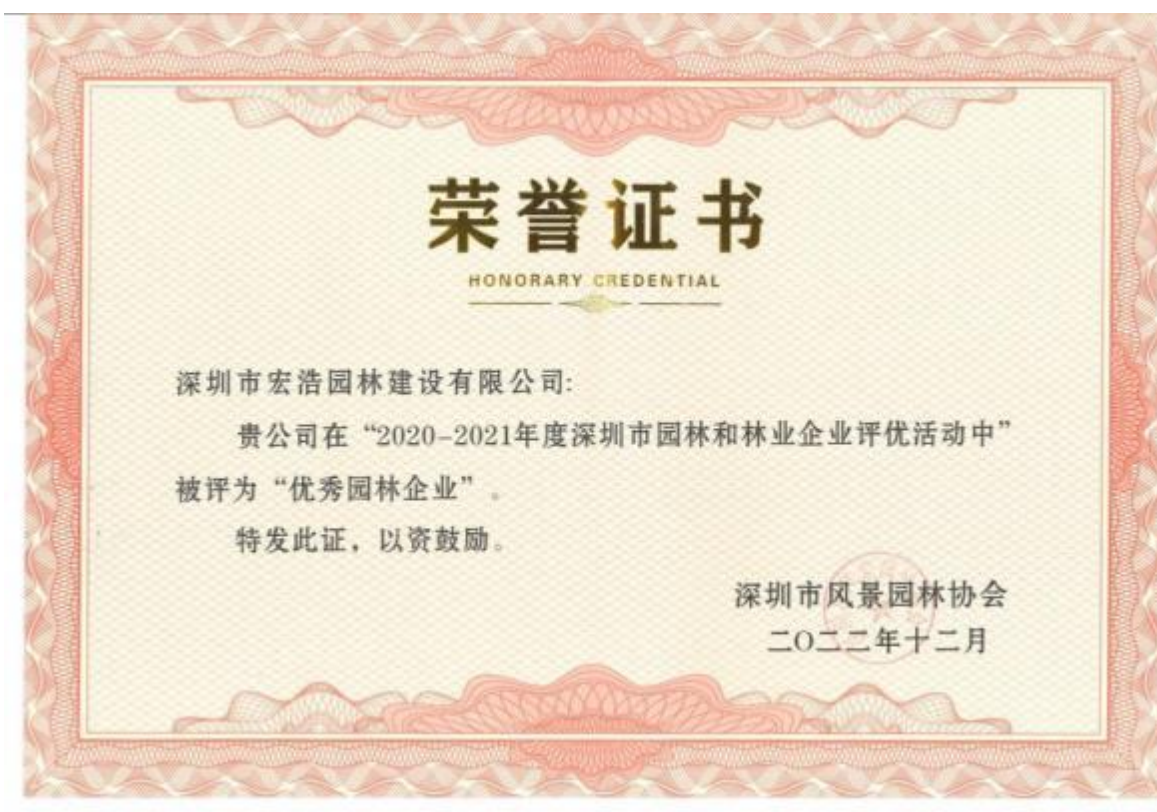 荣誉证书
HONORARY CREDENTIAL
深圳市宏浩园林建设有限公司:
贵公司在“2020-2021年度深圳市园林和林业企业评优活动中”
被评为“优秀园林企业”。
特发此证，以资鼓励。
深圳市风景园林协会
二O二二年十二月